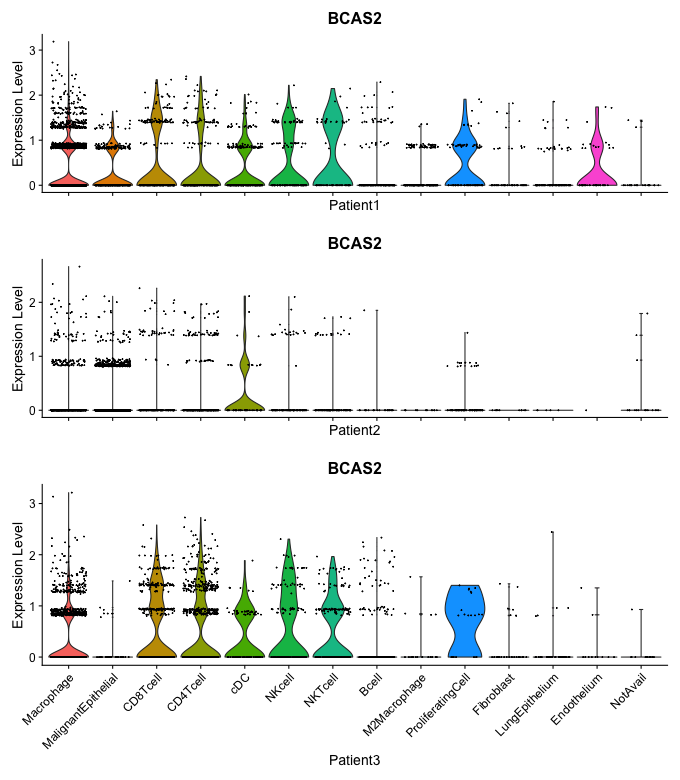 BCAS2
Expression Level
3
2
1
0
Patient1
BCAS2
Expression Level
2
1
0
Patient2
BCAS2
Expression Level
3
2
1
0
Macrophage
MalignantEpithelial
CD8Tcell
CD4Tcell
cDC
NKcell
NKTcell
Bcell
M2Macrophage
ProliferatingCell
Fibroblast
LungEpithelium
Endothelium
NotAvail
Patient3